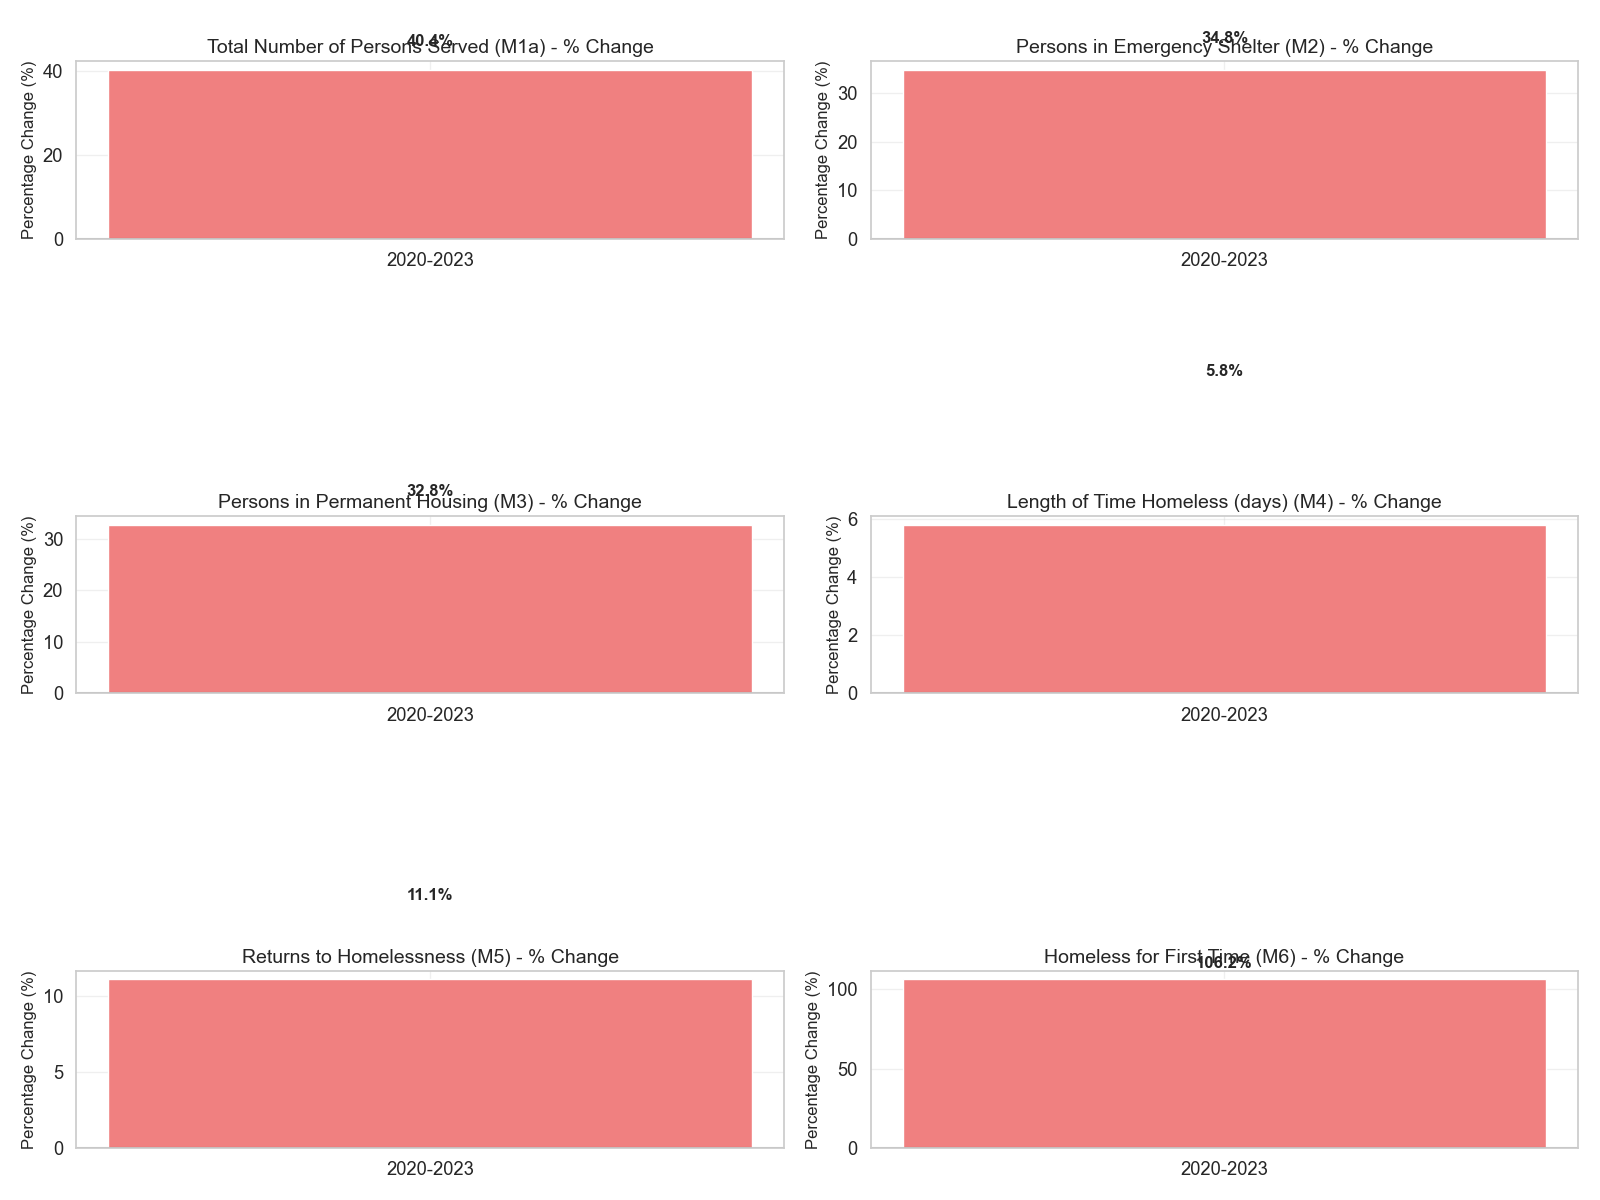 40.4%
Total Number of Persons Served (M1a) - % Change
Percentage Change (%)
40
20
0
2020-2023
34.8%
Persons in Emergency Shelter (M2) - % Change
Percentage Change (%)
30
20
10
0
2020-2023
32.8%
Persons in Permanent Housing (M3) - % Change
Percentage Change (%)
30
20
10
0
2020-2023
5.8%
Length of Time Homeless (days) (M4) - % Change
Percentage Change (%)
6
4
2
0
2020-2023
11.1%
Returns to Homelessness (M5) - % Change
Percentage Change (%)
10
5
0
2020-2023
Homeless for First Time (M6) - % Change
106.2%
Percentage Change (%)
100
50
0
2020-2023